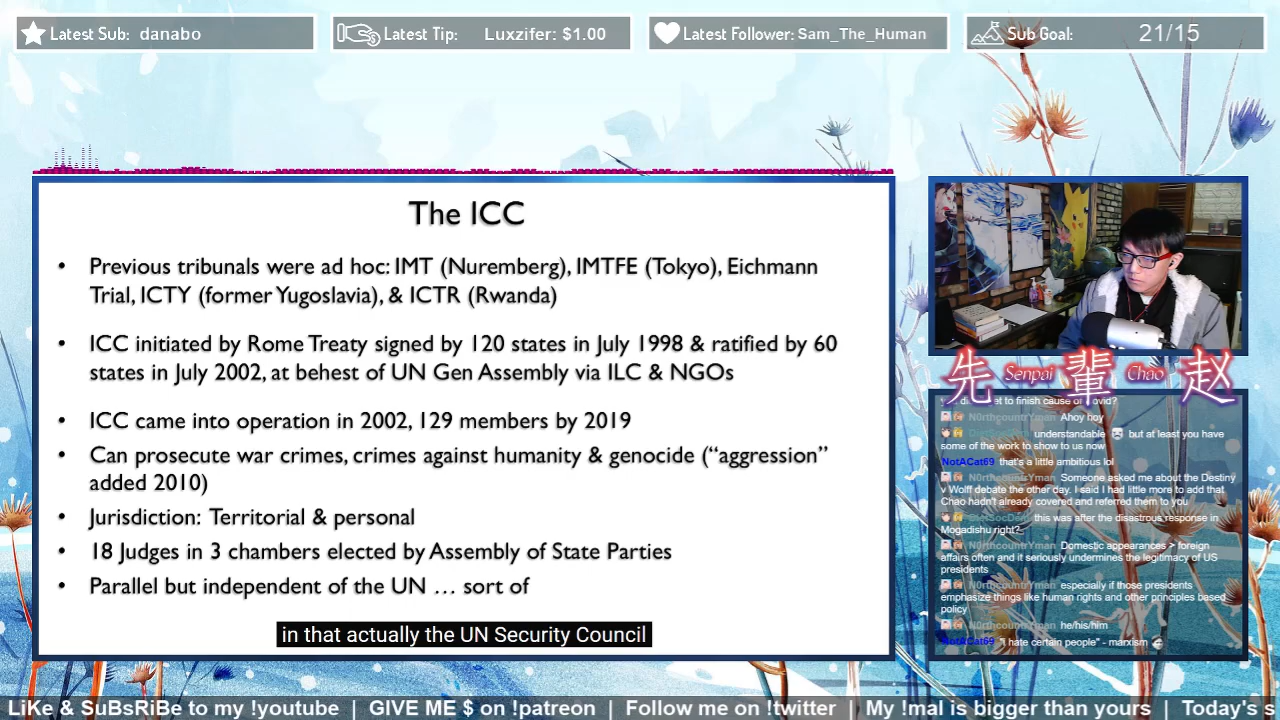 Latest Sub: danabo
Latest Tip: Luxzifer: $1.00
Latest Follower: Sam_The_Human
Sub Goal: 21/15
The ICC
• Previous tribunals were ad hoc: IMT (Nuremberg), IMTFE (Tokyo), Eichmann
Trial, ICTY (former Yugoslavia), & ICTR (Rwanda)
• ICC initiated by Rome Treaty signed by 120 states in July 1998 & ratified by 60
states in July 2002, at behest of UN Gen Assembly via ILC & NGOs
• ICC came into operation in 2002, 129 members by 2019
• Can prosecute war crimes, crimes against humanity & genocide (“aggression”
added 2010)
• Jurisdiction: Territorial & personal
• 18 Judges in 3 chambers elected by Assembly of State Parties
• Parallel but independent of the UN … sort of
in that actually the UN Security Council
先 Senpai 輩 Chao 赵
to finish cause of
N0rthcountrYman Ahoy hoy
understandable but at least you have
some of the work to show to us now
NotACat69 that's a little ambitious lol
N0rthcountrYman Someone asked me about the Destiny
v Wolff debate the other day. I said I had little more to add that
Chao hadn't already covered and referred them to you
this was after the disastrous response in
Mogadishu right?
N0rthcountrYman Domestic appearances > foreign
affairs often and it seriously undermines the legitimacy of US
presidents
N0rthcountrYman especially if those presidents
emphasize things like human rights and other principles based
policy
N0rthcountrYman he/his/him
NotACat69 "I hate certain people" - marxism
LiKe & SuBsRiBe to my !youtube | GIVE ME $ on !patreon | Follow me on !twitter | My !mal is bigger than yours | Today's s